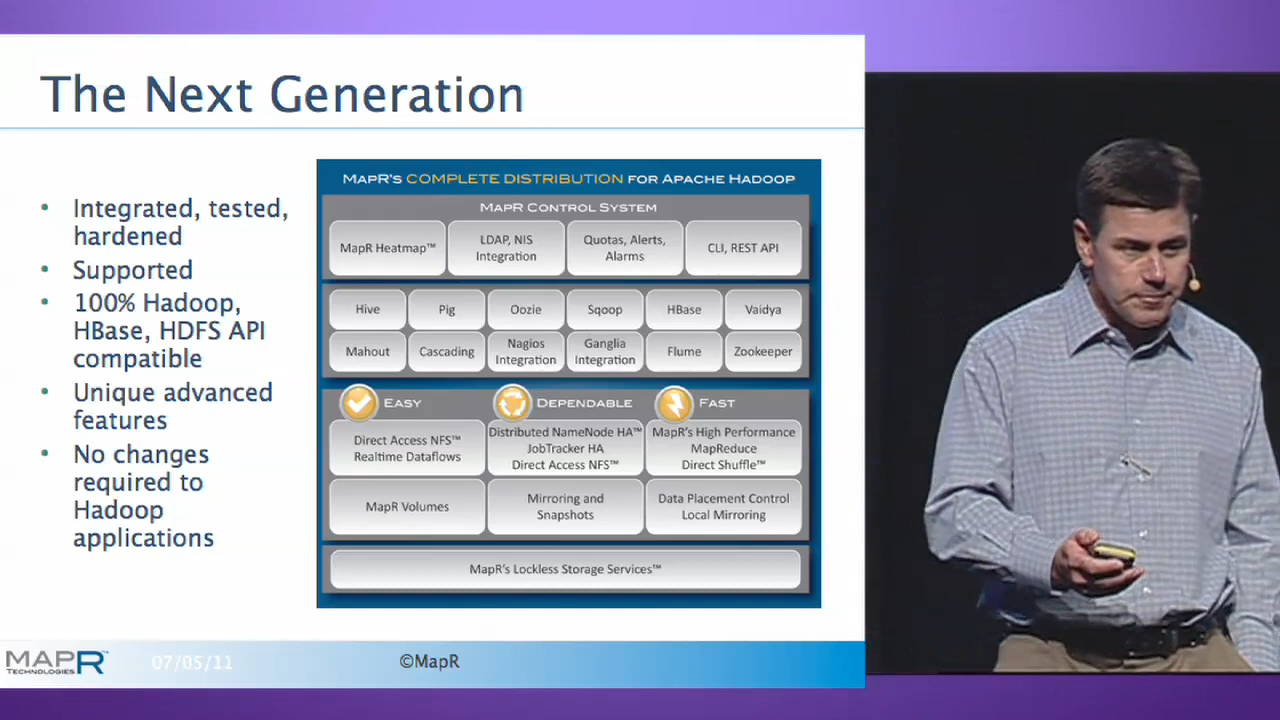 The Next Generation
• Integrated, tested,
hardened
• Supported
• 100% Hadoop,
HBase, HDFS API
compatible
• Unique advanced
features
• No changes
required to
Hadoop
applications
MapR's Complete Distribution for Apache Hadoop
MapR Control System
MapR Heatmap™
LDAP, NIS
Integration
Quotas, Alerts,
Alarms
CLI, REST API
Hive
Pig
Oozie
Sqoop
HBase
Vaidya
Mahout
Cascading
Nagios
Integration
Ganglia
Integration
Flume
Zookeeper
Easy
Dependable
Fast
Direct Access NFS™
Realtime Dataflows
Distributed NameNode HA™
JobTracker HA
Direct Access NFS™
MapR's High Performance
MapReduce
Direct Shuffle™
MapR Volumes
Mirroring and
Snapshots
Data Placement Control
Local Mirroring
MapR's Lockless Storage Services™
MAPR™
TECHNOLOGIES
07/05/11
©MapR